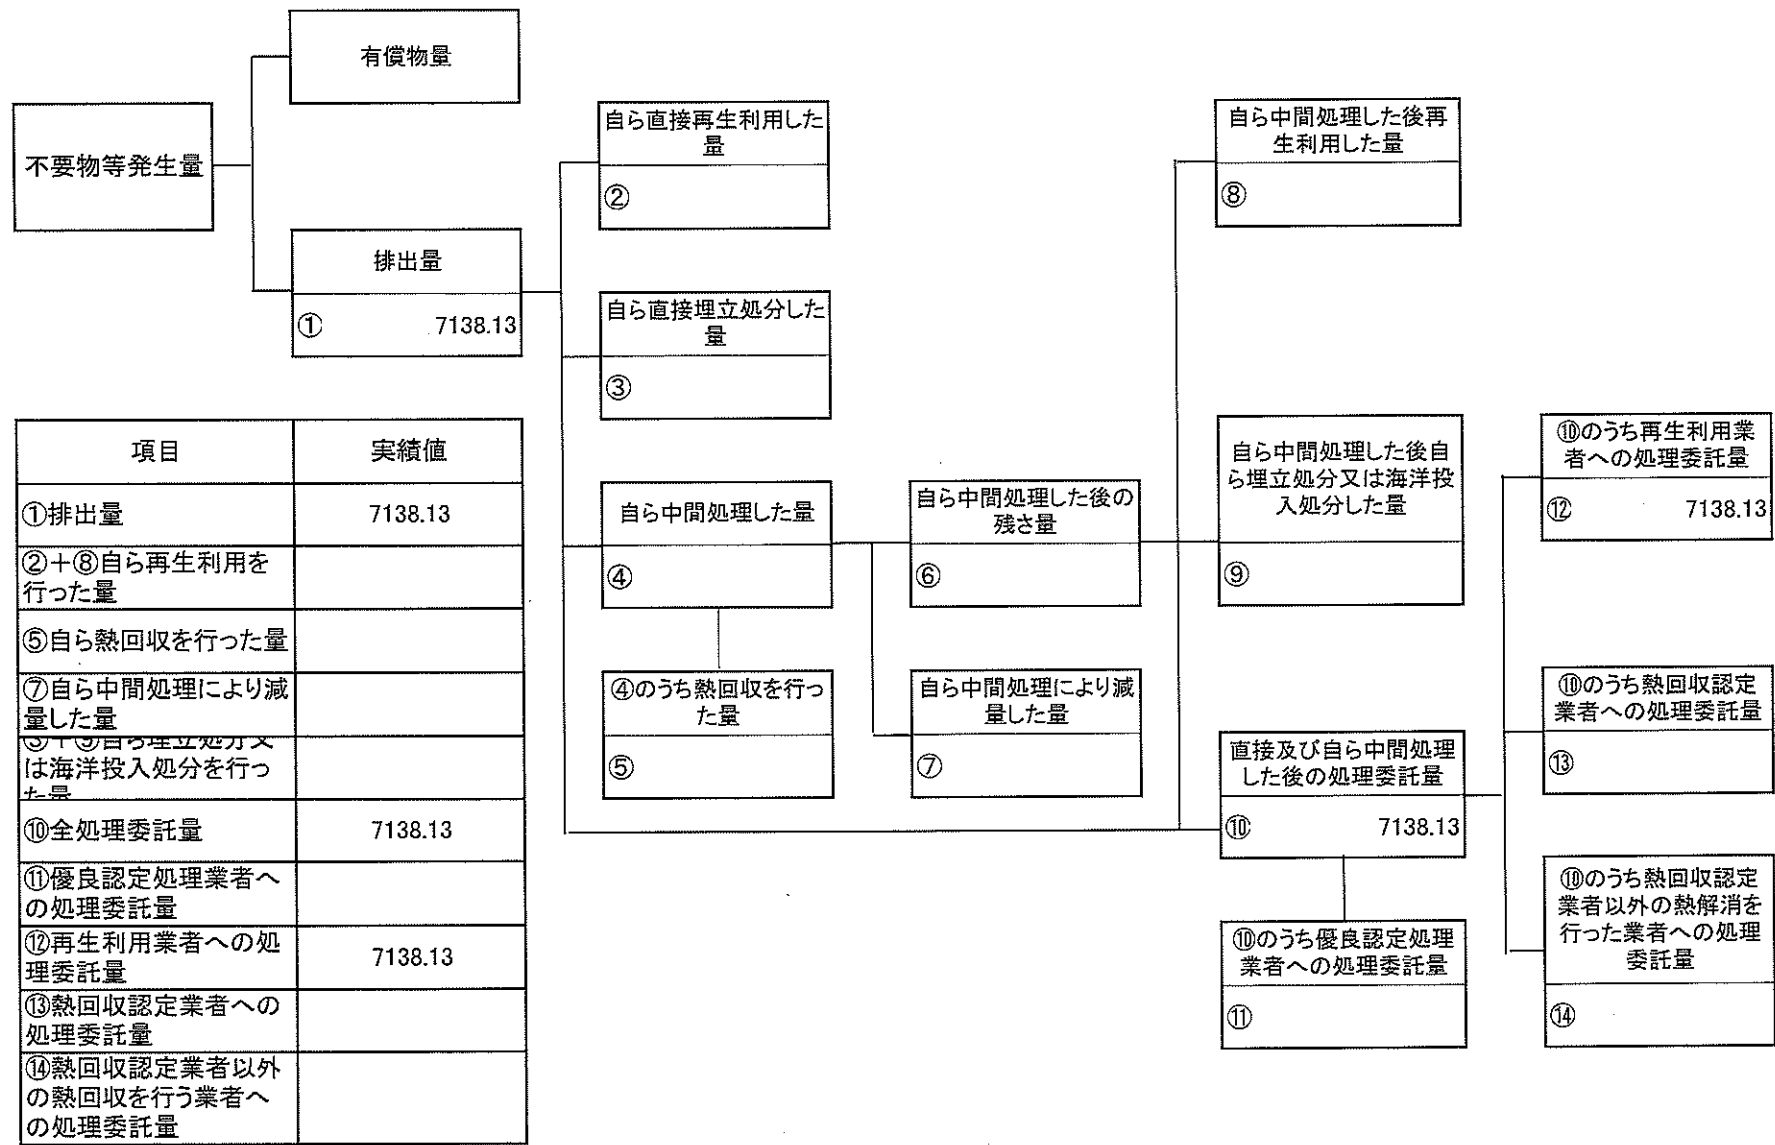 有償物量
不要物等発生量
排出量
① 7138.13
自ら直接再生利用した
量
②
自ら直接埋立処分した
量
③
自ら中間処理した量
④
④のうち熱回収を行っ
た量
⑤
自ら中間処理した後の
残さ量
⑥
自ら中間処理により減
量した量
⑦
自ら中間処理した後再
生利用した量
⑧
自ら中間処理した後自
ら埋立処分又は海洋投
入処分した量
⑨
直接及び自ら中間処理
した後の処理委託量
⑩ 7138.13
⑩のうち優良認定処理
業者への処理委託量
⑪
⑩のうち再生利用業
者への処理委託量
⑫ 7138.13
⑩のうち熱回収認定
業者への処理委託量
⑬
⑩のうち熱回収認定
業者以外の熱解消を
行った業者への処理
委託量
⑭
項目 実績値
①排出量 7138.13
②+⑧自ら再生利用を
行った量
⑤自ら熱回収を行った量
⑦自ら中間処理により減
量した量
③+⑨自ら埋立処分又
は海洋投入処分を行っ
た量
⑩全処理委託量 7138.13
⑪優良認定処理業者へ
の処理委託量
⑫再生利用業者への処
理委託量 7138.13
⑬熱回収認定業者への
処理委託量
⑭熱回収認定業者以外
の熱回収を行う業者へ
の処理委託量